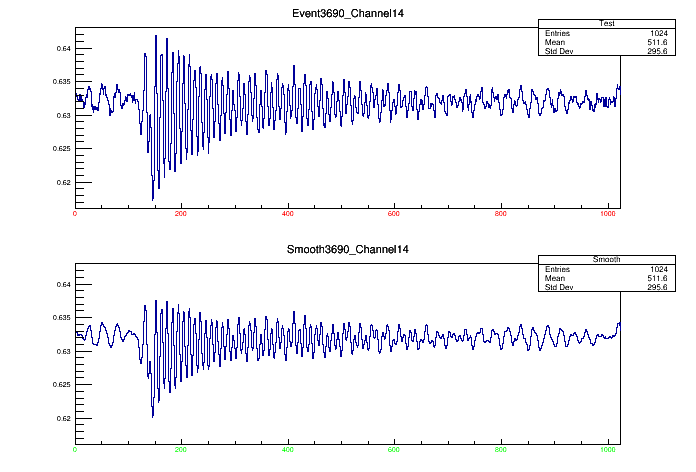 Event3690_Channel14
Test
Entries 1024
Mean 511.6
Std Dev 295.6
0.64
0.635
0.63
0.625
0.62
0 200 400 600 800 1000
Smooth3690_Channel14
Smooth
Entries 1024
Mean 511.6
Std Dev 295.6
0.64
0.635
0.63
0.625
0.62
0 200 400 600 800 1000